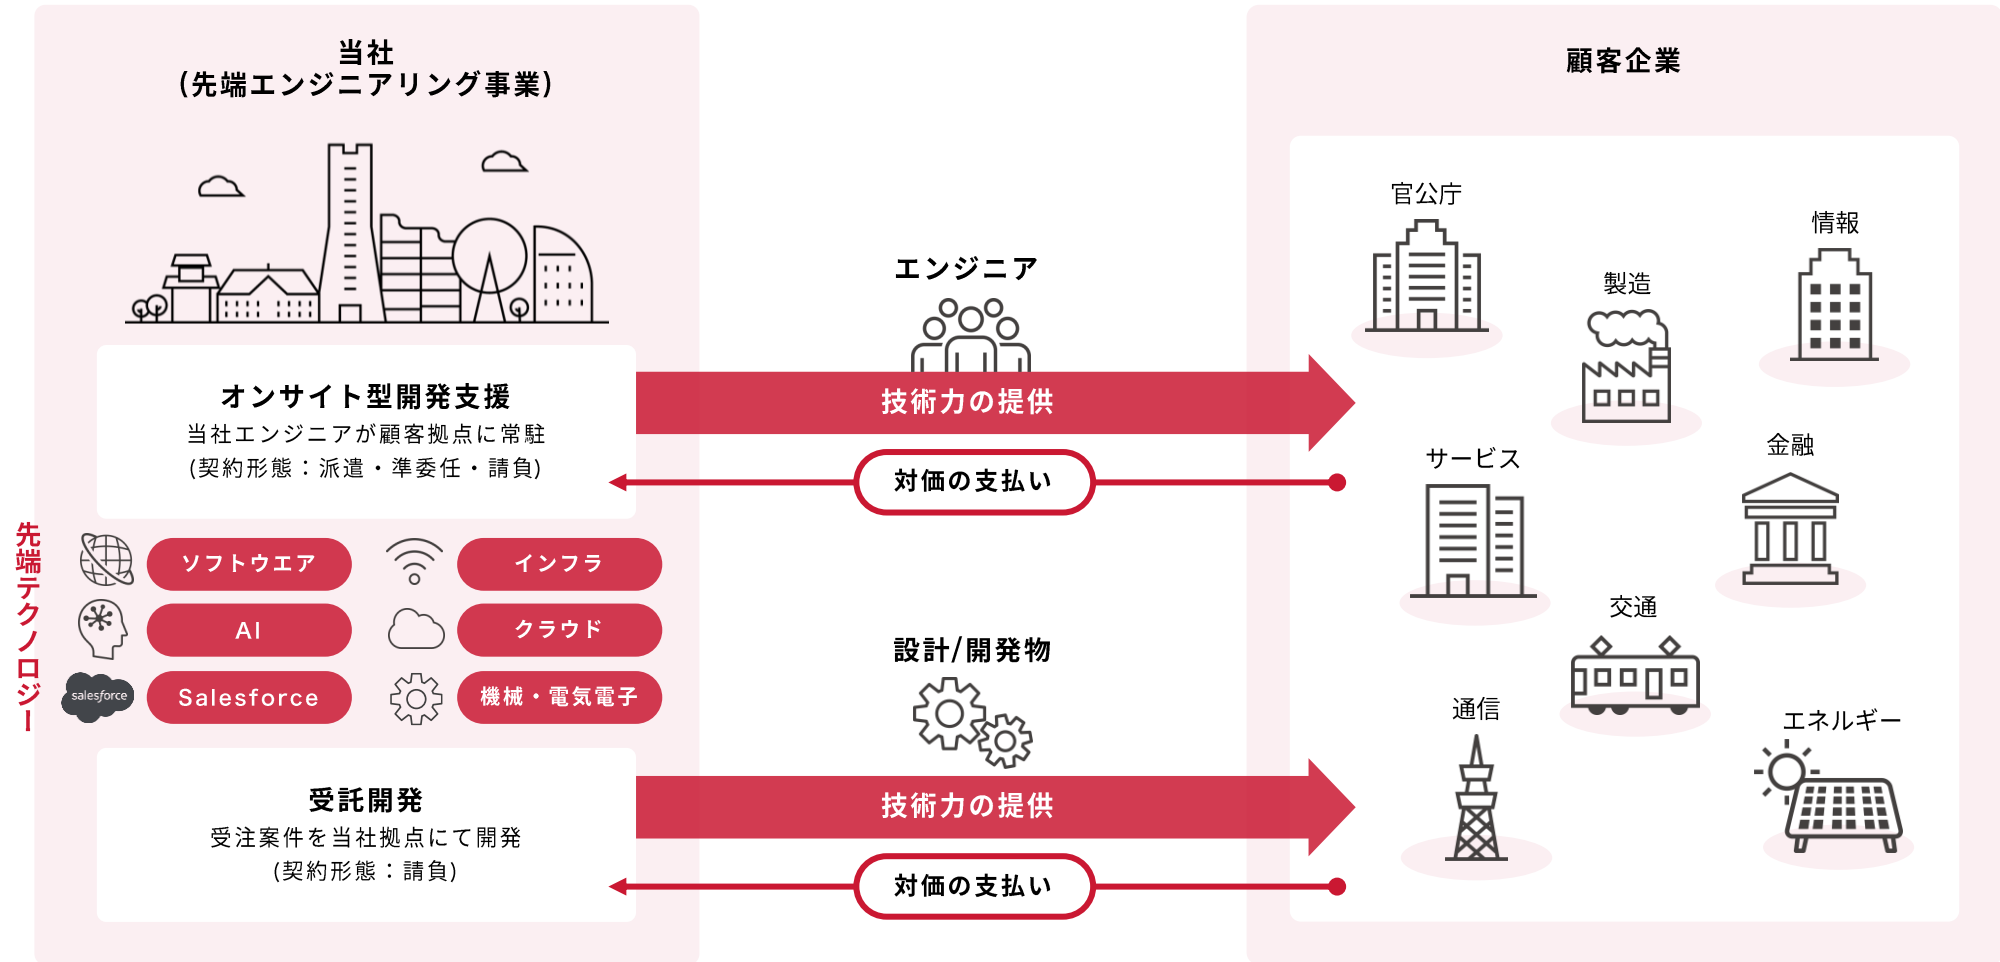 当社
(先端エンジニアリング事業)
オンサイト型開発支援
当社エンジニアが顧客拠点に常駐
(契約形態：派遣・準委任・請負)
先端テクノロジー
ソフトウエア
インフラ
AI
クラウド
salesforce
Salesforce
機械・電気電子
受託開発
受注案件を当社拠点にて開発
(契約形態：請負)
エンジニア
技術力の提供
対価の支払い
設計/開発物
技術力の提供
対価の支払い
顧客企業
官公庁
情報
製造
サービス
金融
交通
通信
エネルギー